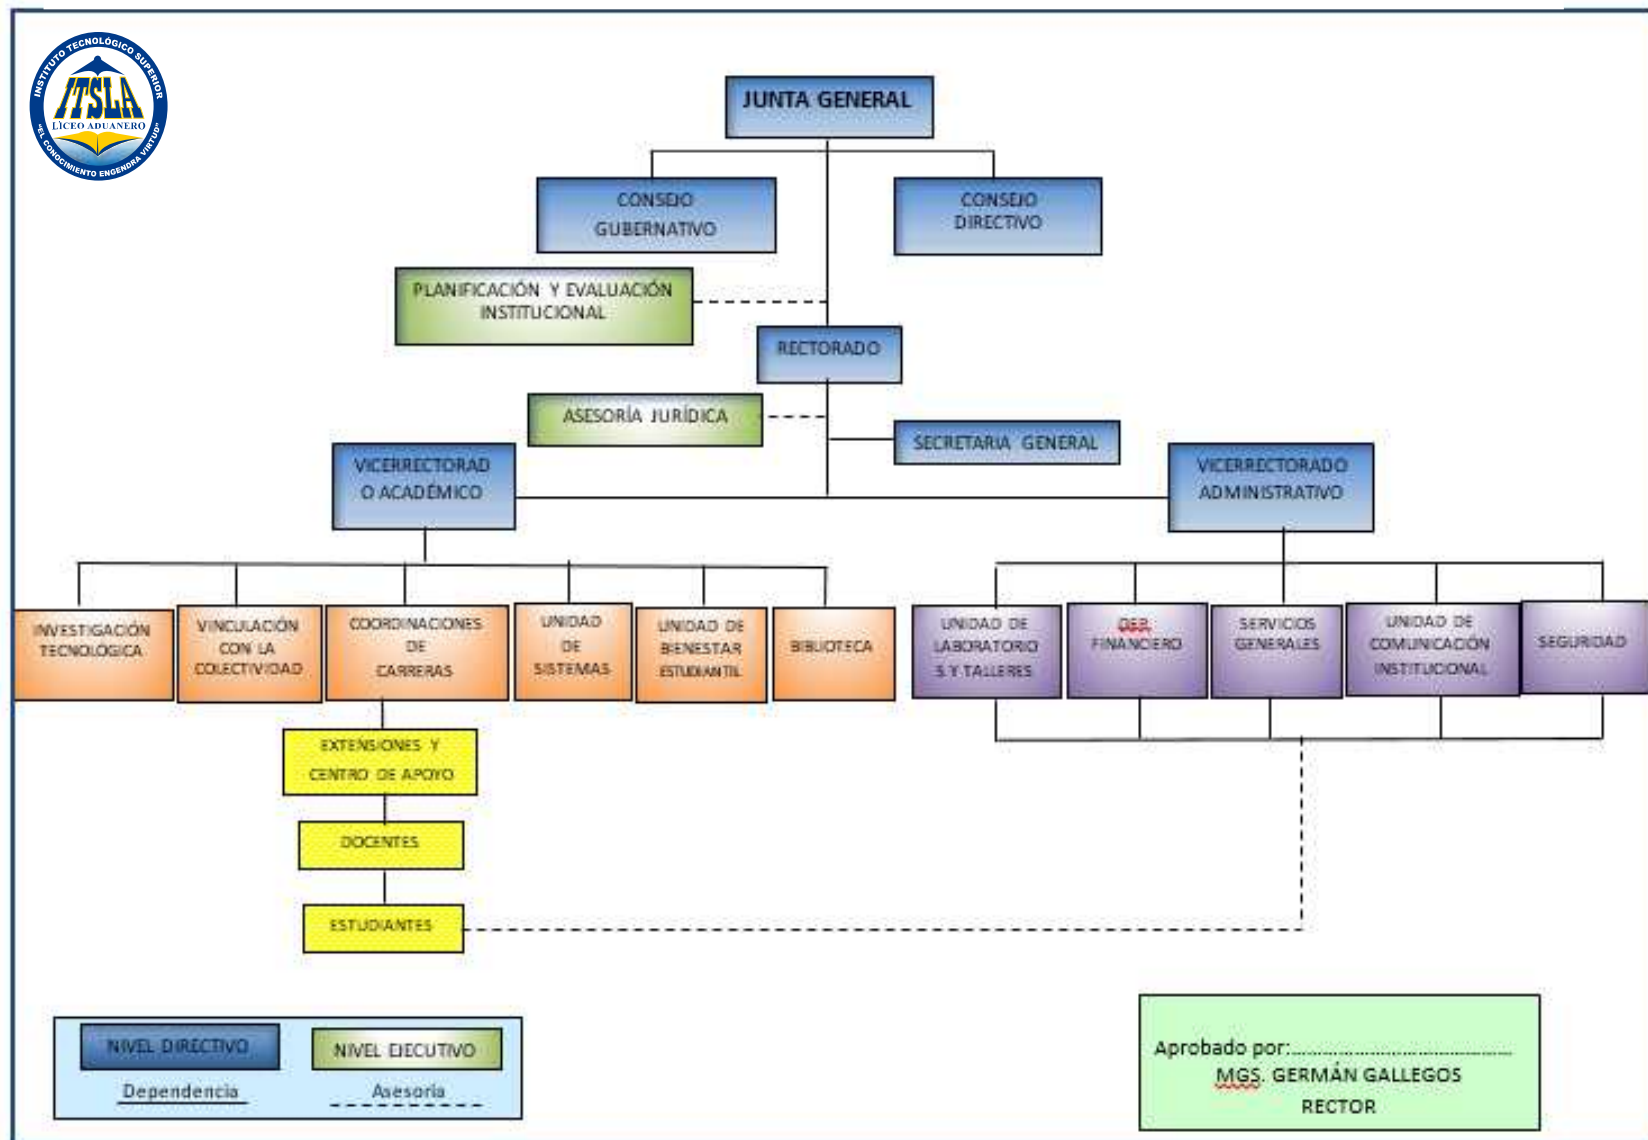 INSTITUTO TECNOLÓGICO SUPERIOR
ITSLA
LICEO ADUANERO
"EL CONOCIMIENTO ENGENDRA VIRTUD"
JUNTA GENERAL
CONSEJO
GUBERNATIVO
CONSEJO
DIRECTIVO
PLANIFICACIÓN Y EVALUACIÓN
INSTITUCIONAL
RECTORADO
ASESORÍA JURÍDICA
SECRETARIA GENERAL
VICERRECTORAD
O ACADÉMICO
VICERRECTORADO
ADMINISTRATIVO
INVESTIGACIÓN
TECNOLÓGICA
VINCULACIÓN
CON LA
COLECTIVIDAD
COORDINACIONES
DE
CARRERAS
UNIDAD
DE
SISTEMAS
UNIDAD DE
BIENESTAR
ESTUDIANTIL
BIBLIOTECA
UNIDAD DE
LABORATORIO
S Y TALLERES
DEP.
FINANCIERO
SERVICIOS
GENERALES
UNIDAD DE
COMUNICACIÓN
INSTITUCIONAL
SEGURIDAD
EXTENSIONES Y
CENTRO DE APOYO
DOCENTES
ESTUDIANTES
NIVEL DIRECTIVO
NIVEL EJECUTIVO
Dependencia
Asesoría
Aprobado por:..........................................
MGS. GERMÁN GALLEGOS
RECTOR